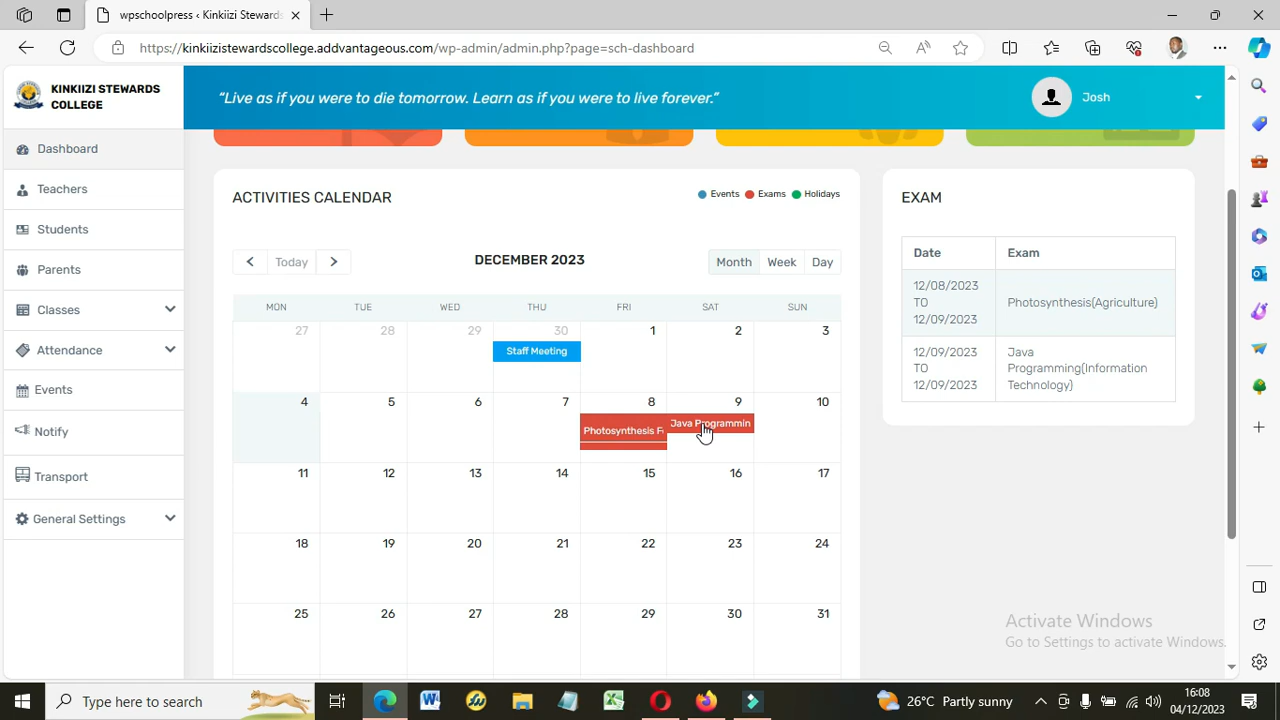 wpschoolpress ‹ Kinkiizi Stewards
https://kinkiizistewardscollege.addvantageous.com/wp-admin/admin.php?page=sch-dashboard
KINKIIZI STEWARDS
COLLEGE
“Live as if you were to die tomorrow. Learn as if you were to live forever.”
Josh
Dashboard
Teachers
Students
Parents
Classes
Attendance
Events
Notify
Transport
General Settings
ACTIVITIES CALENDAR
Events Exams Holidays
Today
DECEMBER 2023
Month Week Day
MON TUE WED THU FRI SAT SUN
27 28 29 30 1 2 3
Staff Meeting
4 5 6 7 8 9 10
Photosynthesis Java Programmin
11 12 13 14 15 16 17
18 19 20 21 22 23 24
25 26 27 28 29 30 31
EXAM
Date Exam
12/08/2023
TO
12/09/2023
Photosynthesis(Agriculture)
12/09/2023
TO
12/09/2023
Java
Programming(Information
Technology)
Activate Windows
Go to Settings to activate Windows.
Type here to search
26°C Partly sunny
16:08
04/12/2023